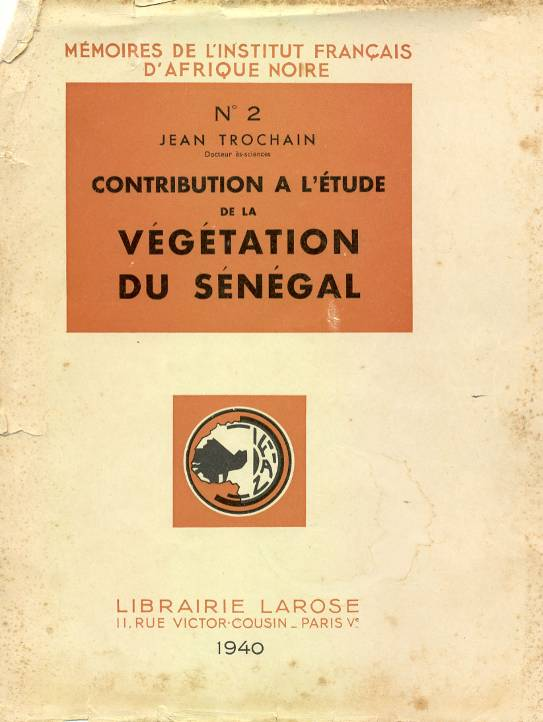 MÉMOIRES DE L'INSTITUT FRANÇAIS
D'AFRIQUE NOIRE
N° 2
JEAN TROCHAIN
Docteur ès-sciences
CONTRIBUTION A L'ÉTUDE
DE LA
VÉGÉTATION
DU SÉNÉGAL
IFAN
LIBRAIRIE LAROSE
11, RUE VICTOR-COUSIN _ PARIS Vᵉ
1940